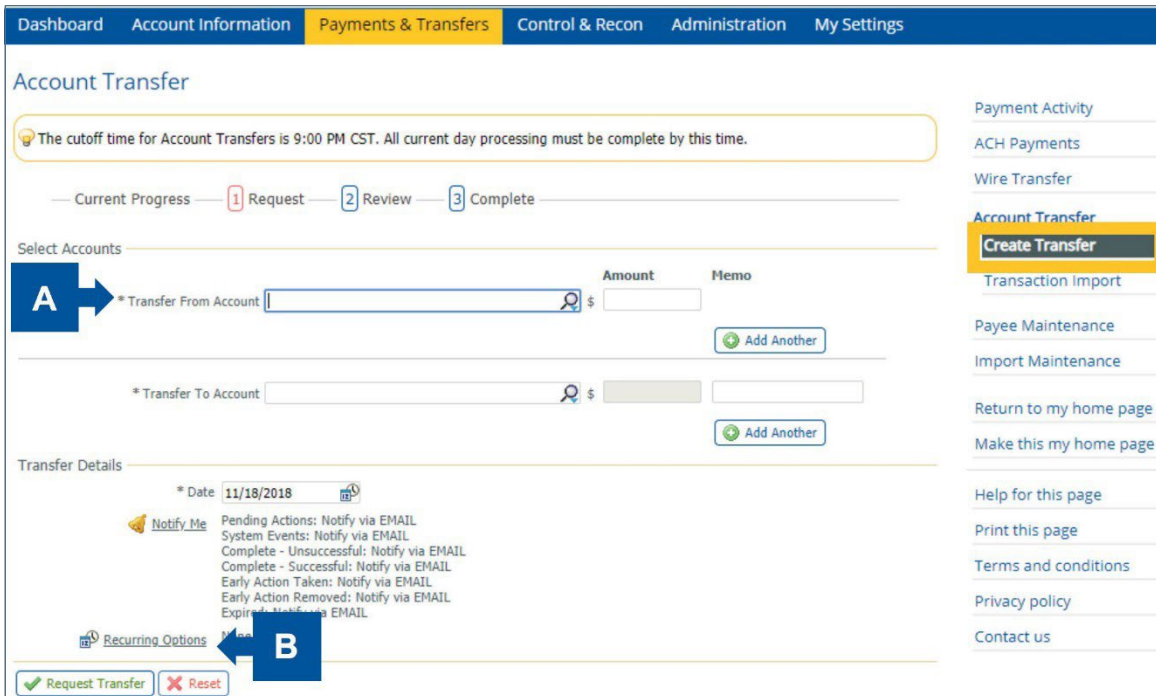 Dashboard Account Information Payments & Transfers Control & Recon Administration My Settings
Account Transfer
The cutoff time for Account Transfers is 9:00 PM CST. All current day processing must be complete by this time.
Current Progress 1 Request 2 Review 3 Complete
Select Accounts
Amount Memo
A
* Transfer From Account $
Add Another
* Transfer To Account $
Add Another
Transfer Details
* Date 11/18/2018
Notify Me Pending Actions: Notify via EMAIL
System Events: Notify via EMAIL
Complete - Unsuccessful: Notify via EMAIL
Complete - Successful: Notify via EMAIL
Early Action Taken: Notify via EMAIL
Early Action Removed: Notify via EMAIL
Expired: Notify via EMAIL
Recurring Options
B
Request Transfer Reset
Payment Activity
ACH Payments
Wire Transfer
Account Transfer
Create Transfer
Transaction Import
Payee Maintenance
Import Maintenance
Return to my home page
Make this my home page
Help for this page
Print this page
Terms and conditions
Privacy policy
Contact us